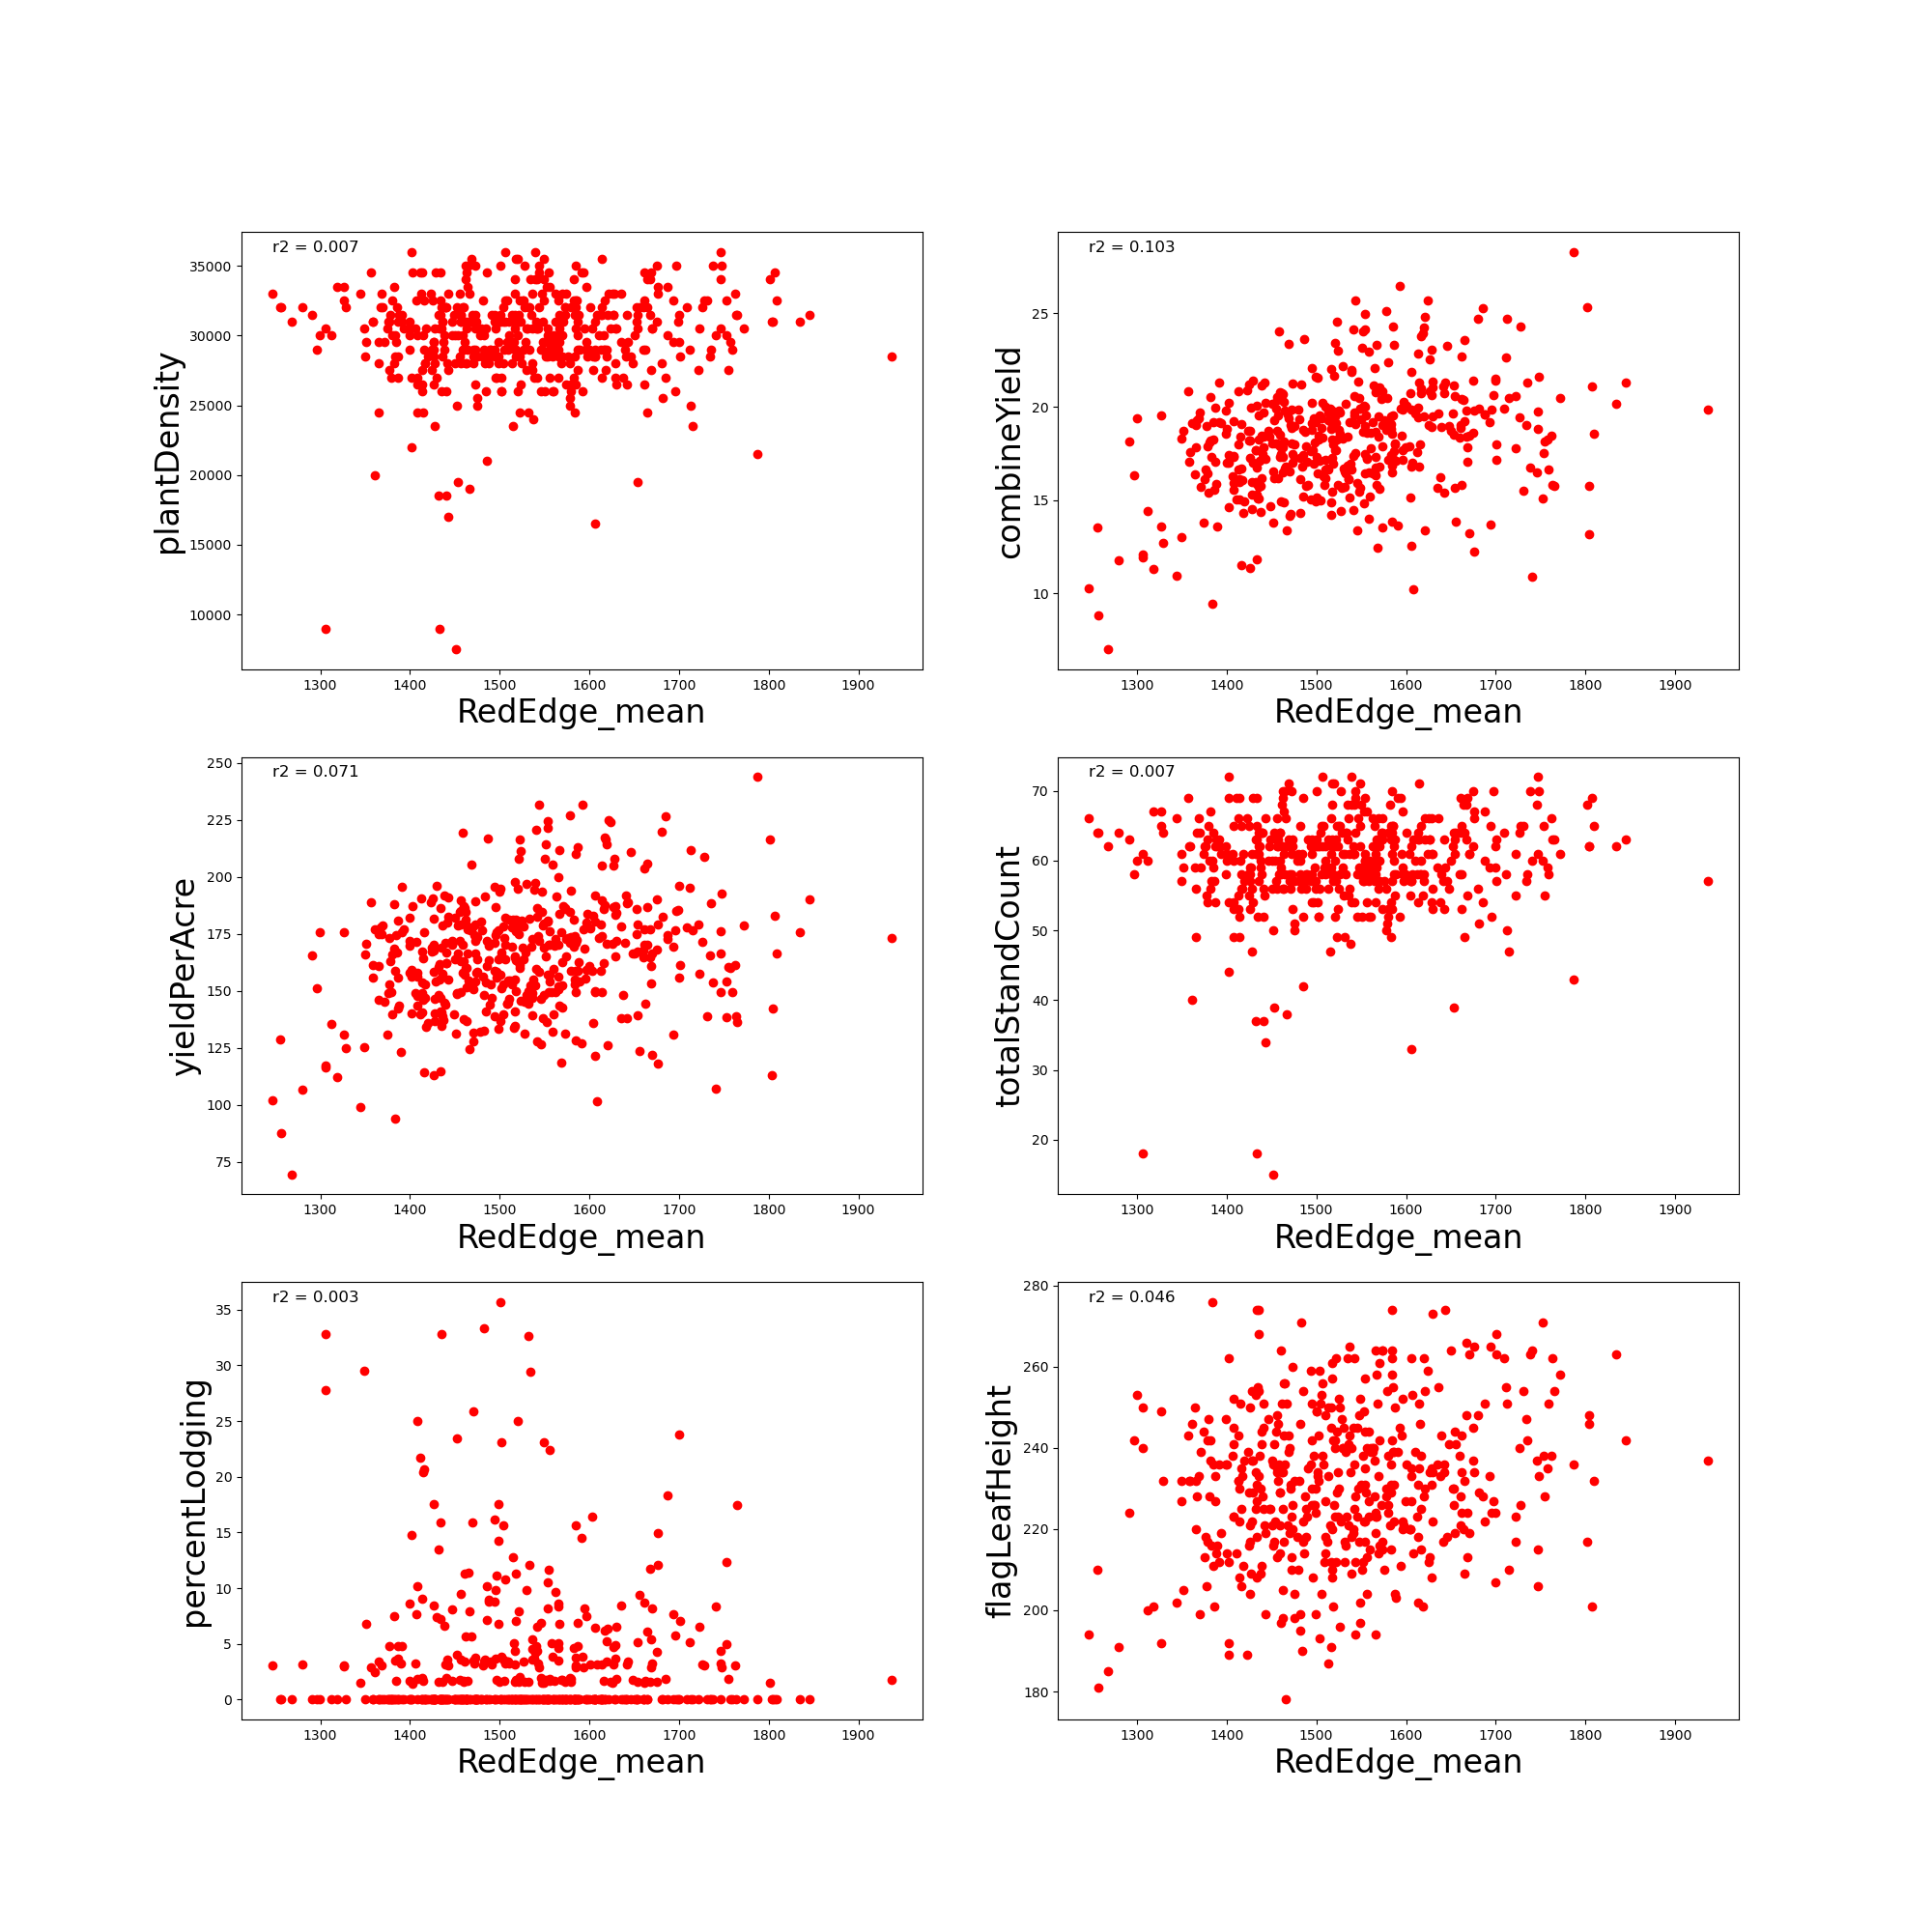 r2 = 0.007
35000
30000
25000
20000
15000
10000
plantDensity
1300 1400 1500 1600 1700 1800 1900
RedEdge_mean
r2 = 0.103
25
20
15
10
combineYield
1300 1400 1500 1600 1700 1800 1900
RedEdge_mean
r2 = 0.071
250
225
200
175
150
125
100
75
yieldPerAcre
1300 1400 1500 1600 1700 1800 1900
RedEdge_mean
r2 = 0.007
70
60
50
40
30
20
totalStandCount
1300 1400 1500 1600 1700 1800 1900
RedEdge_mean
r2 = 0.003
35
30
25
20
15
10
5
0
percentLodging
1300 1400 1500 1600 1700 1800 1900
RedEdge_mean
r2 = 0.046
280
260
240
220
200
180
flagLeafHeight
1300 1400 1500 1600 1700 1800 1900
RedEdge_mean